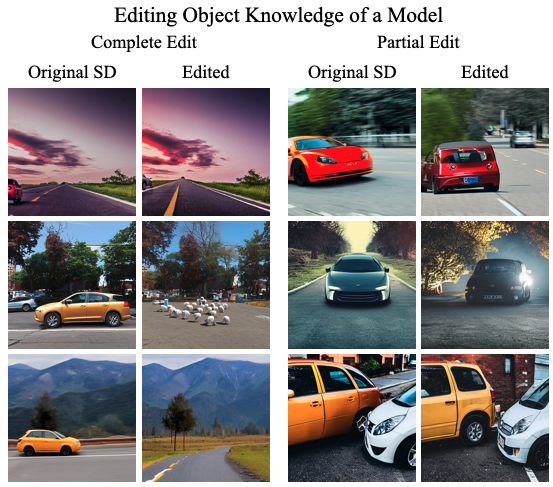 Editing Object Knowledge of a Model
Complete Edit
Partial Edit
Original SD
Edited
Original SD
Edited